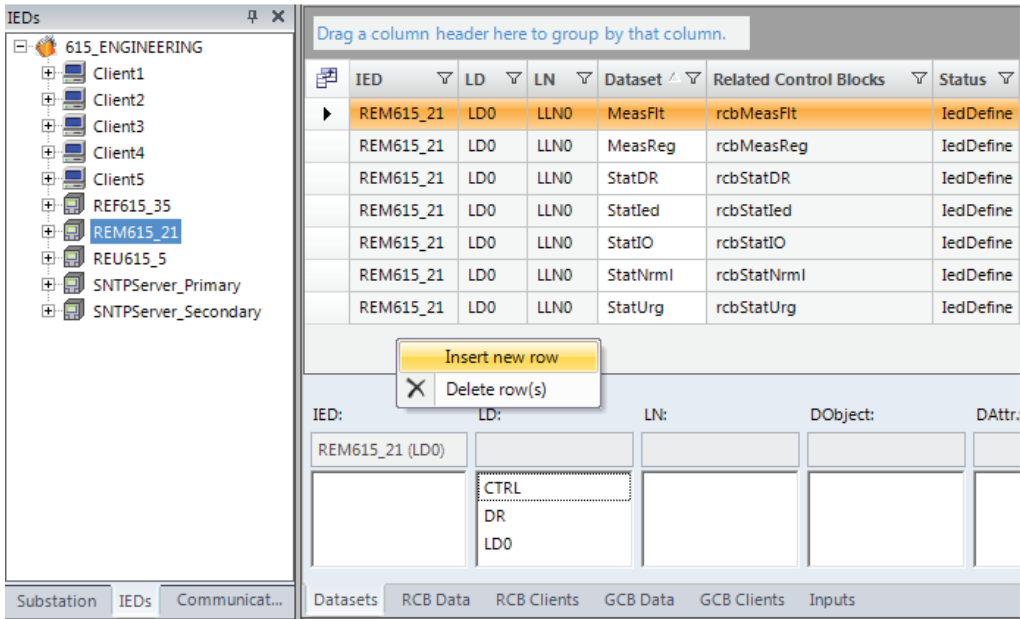 IEDs
615_ENGINEERING
Client1
Client2
Client3
Client4
Client5
REF615_35
REM615_21
REU615_5
SNTPServer_Primary
SNTPServer_Secondary
Substation IEDs Communicat...
Drag a column header here to group by that column.
IED LD LN Dataset Related Control Blocks Status
REM615_21 LD0 LLN0 MeasFlt rcbMeasFlt IedDefine
REM615_21 LD0 LLN0 MeasReg rcbMeasReg IedDefine
REM615_21 LD0 LLN0 StatDR rcbStatDR IedDefine
REM615_21 LD0 LLN0 StatIed rcbStatIed IedDefine
REM615_21 LD0 LLN0 StatIO rcbStatIO IedDefine
REM615_21 LD0 LLN0 StatNrml rcbStatNrml IedDefine
REM615_21 LD0 LLN0 StatUrg rcbStatUrg IedDefine
Insert new row
Delete row(s)
IED: LD: LN: DObject: DAttr.
REM615_21 (LD0)
CTRL
DR
LD0
Datasets RCB Data RCB Clients GCB Data GCB Clients Inputs